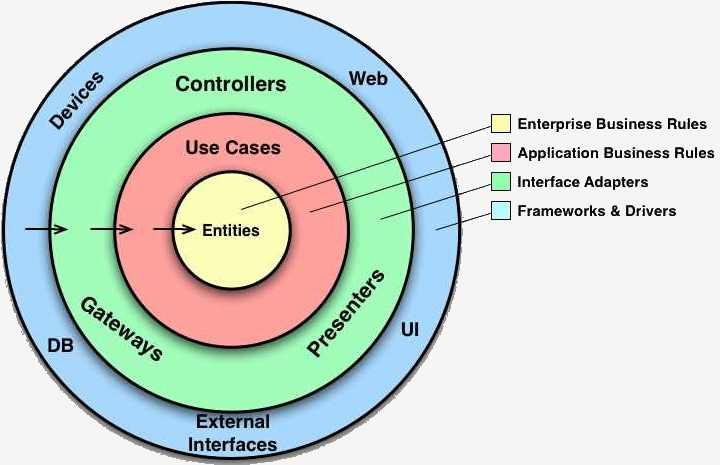 Devices
Web
Controllers
Use Cases
Entities
Gateways
Presenters
DB
UI
External
Interfaces
Enterprise Business Rules
Application Business Rules
Interface Adapters
Frameworks & Drivers